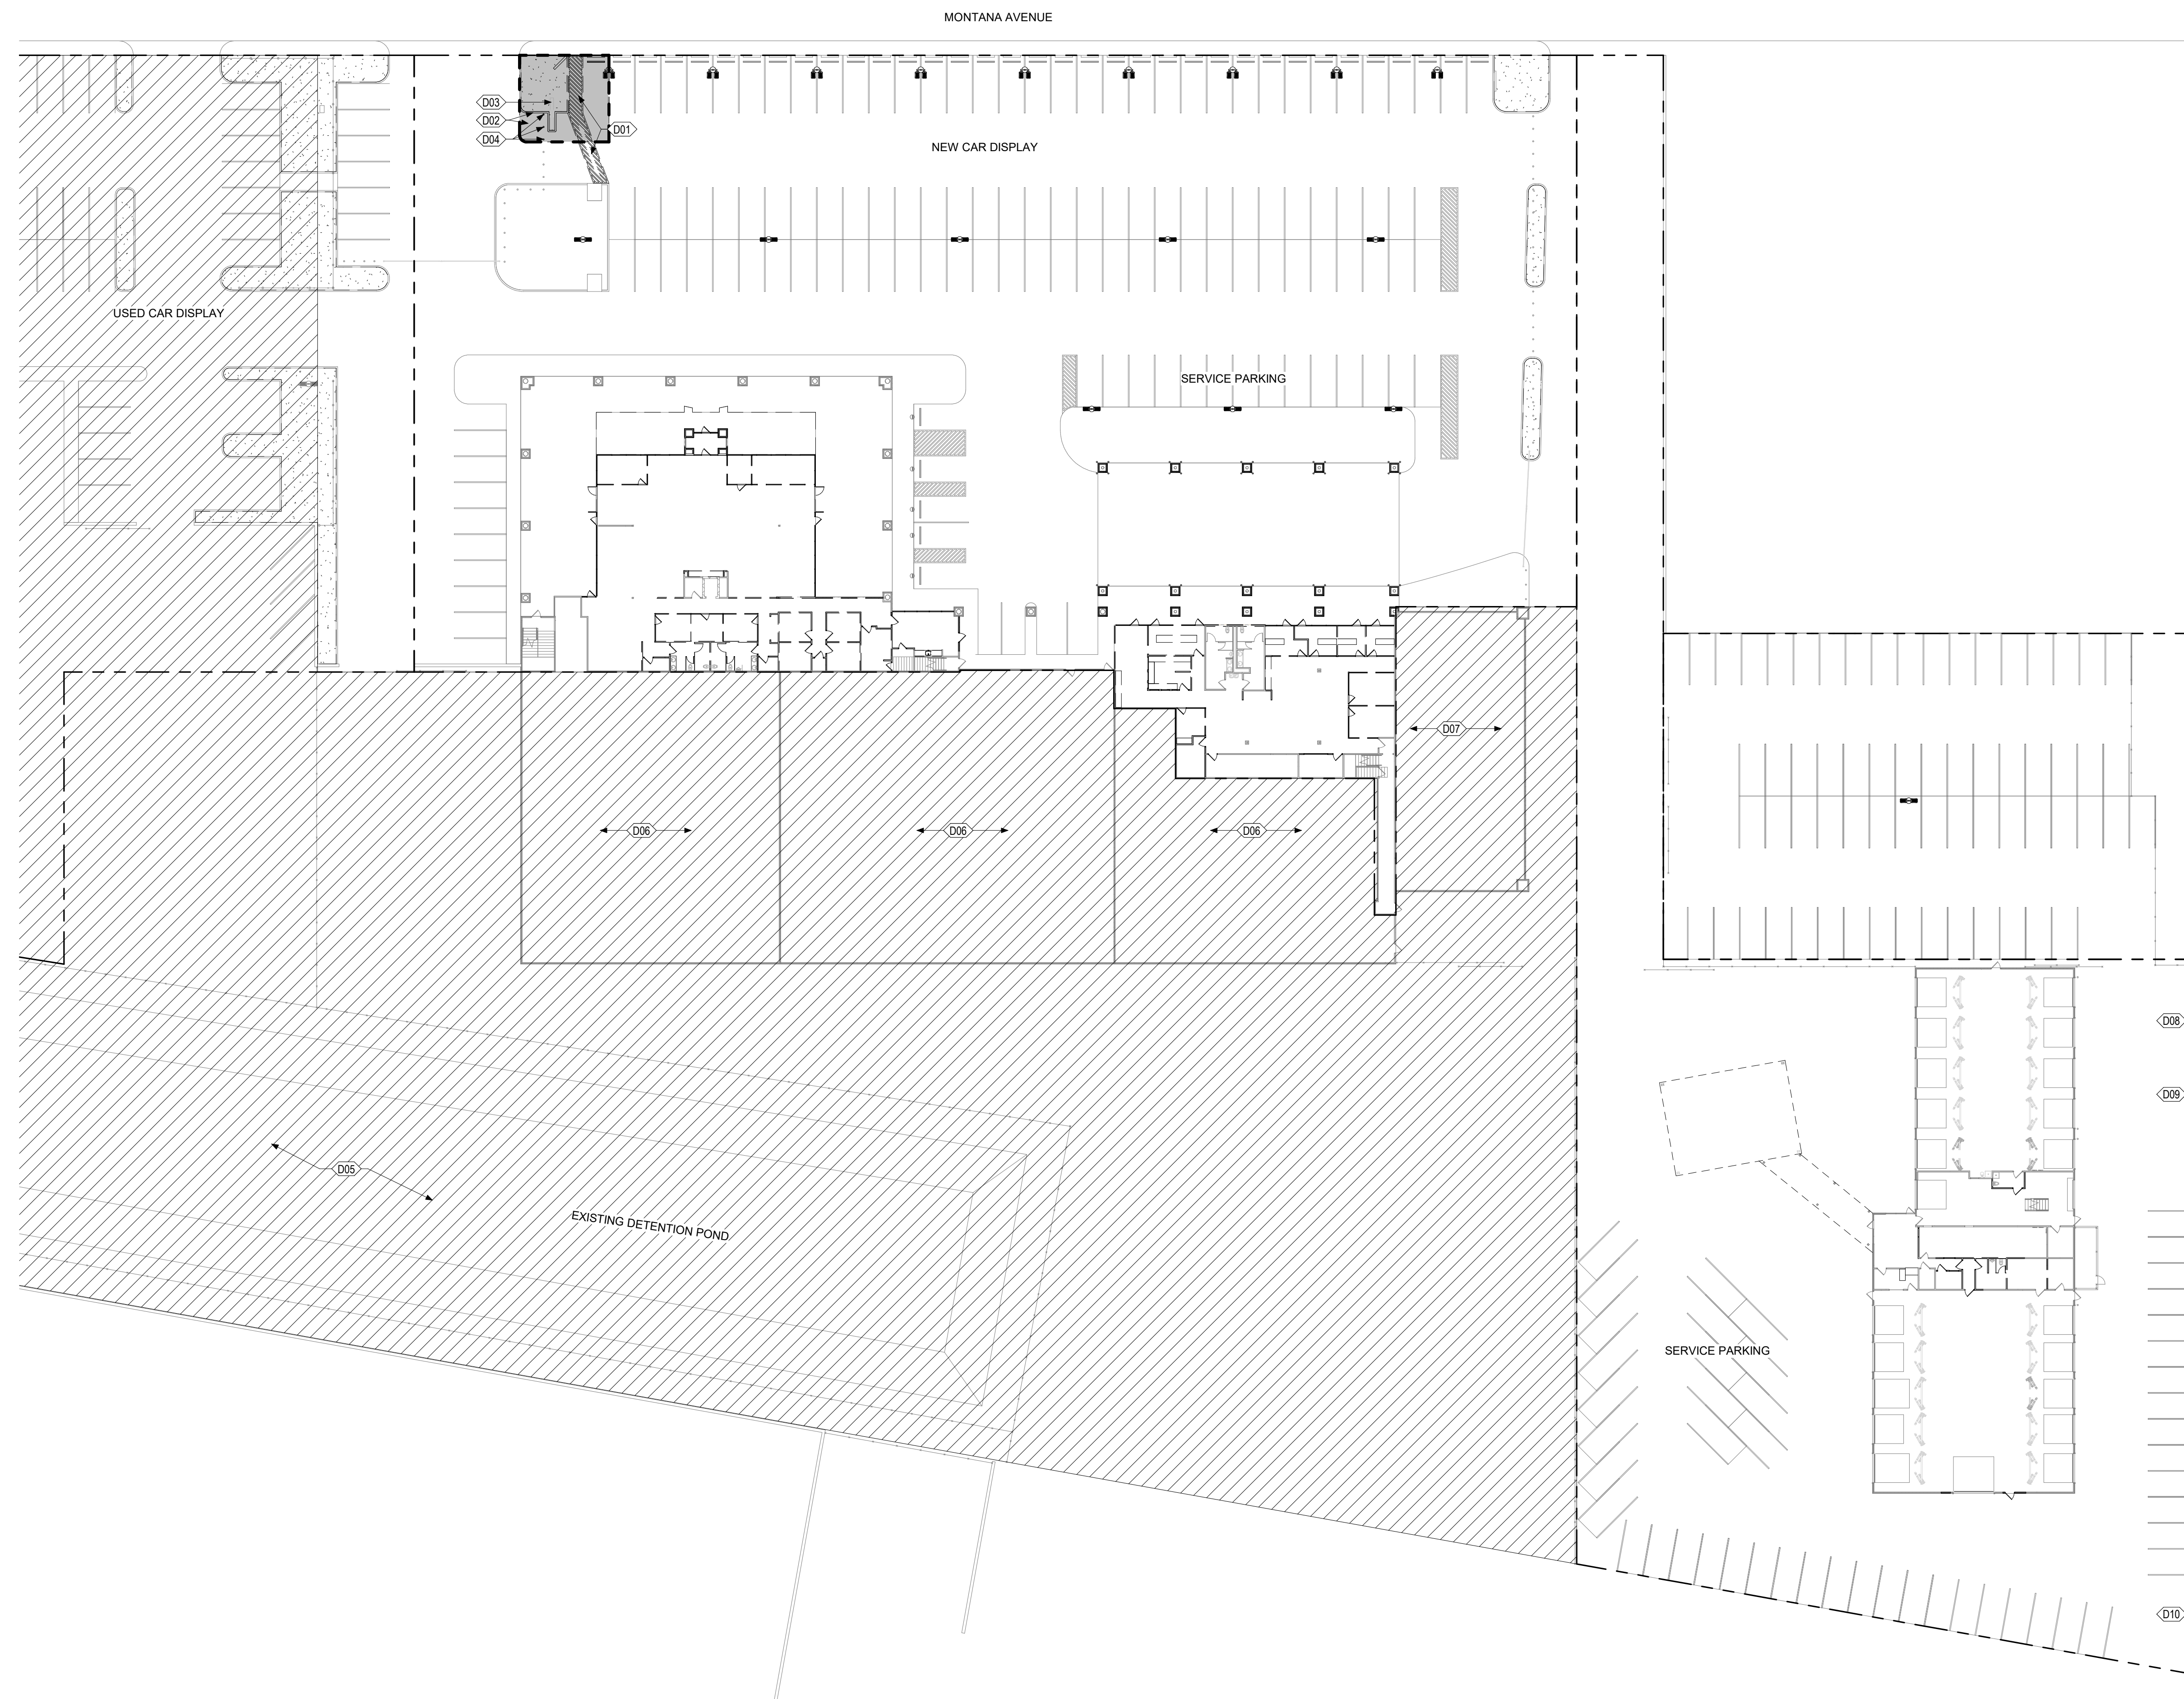 MONTANA AVENUE
D03
D02
D01
D04
NEW CAR DISPLAY
USED CAR DISPLAY
SERVICE PARKING
D07
D06
D06
D06
D08
D09
D05
EXISTING DETENTION POND
SERVICE PARKING
D10